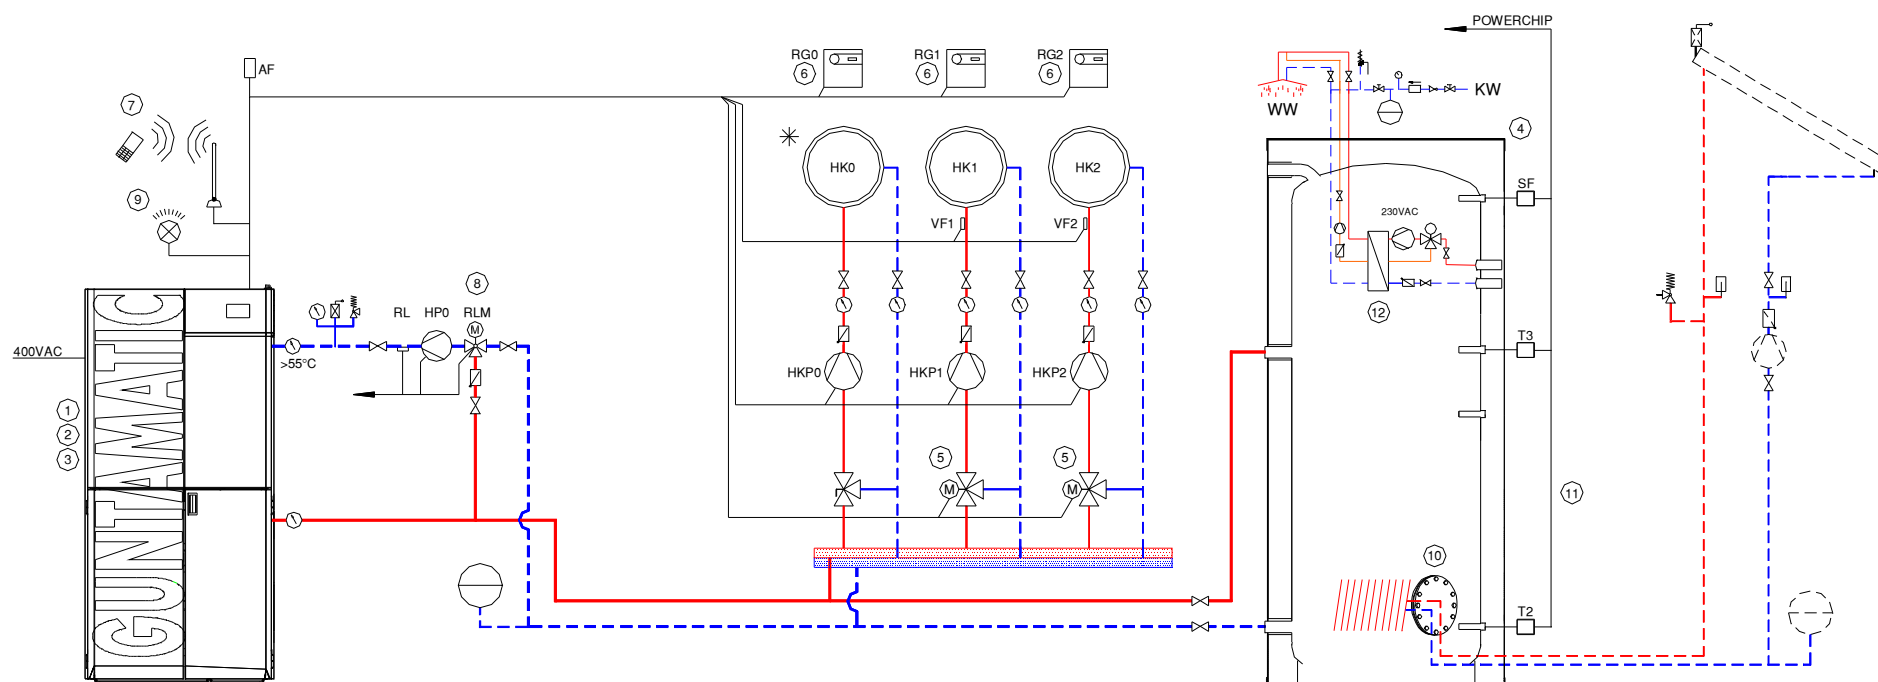 POWERCHIP
RG0
6
RG1
6
RG2
6
AF
7
9
WW
KW
4
HK0
HK1
HK2
SF
VF1
VF2
230VAC
8
RL
HP0
RLM
M
12
T3
400VAC
>55°C
HKP0
HKP1
HKP2
1
2
3
5
5
M
M
11
10
T2
GUNTAMATIC